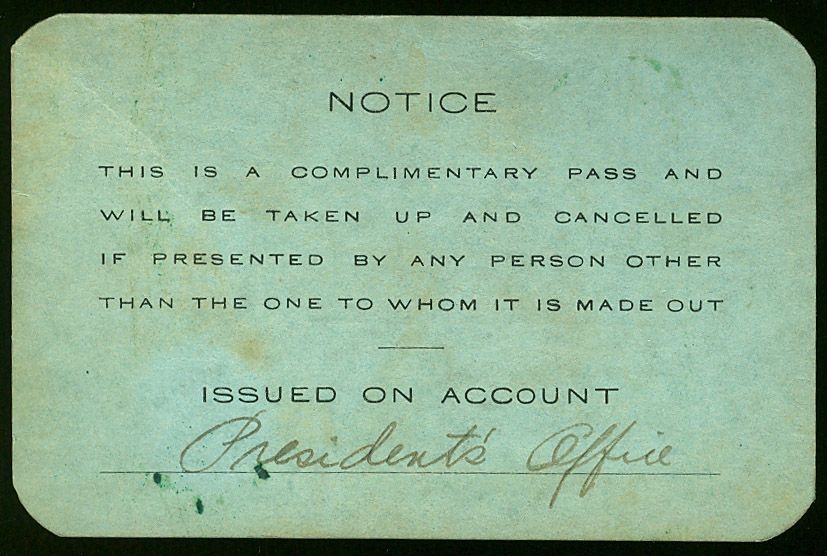 NOTICE
THIS IS A COMPLIMENTARY PASS AND
WILL BE TAKEN UP AND CANCELLED
IF PRESENTED BY ANY PERSON OTHER
THAN THE ONE TO WHOM IT IS MADE OUT
ISSUED ON ACCOUNT
President's Office